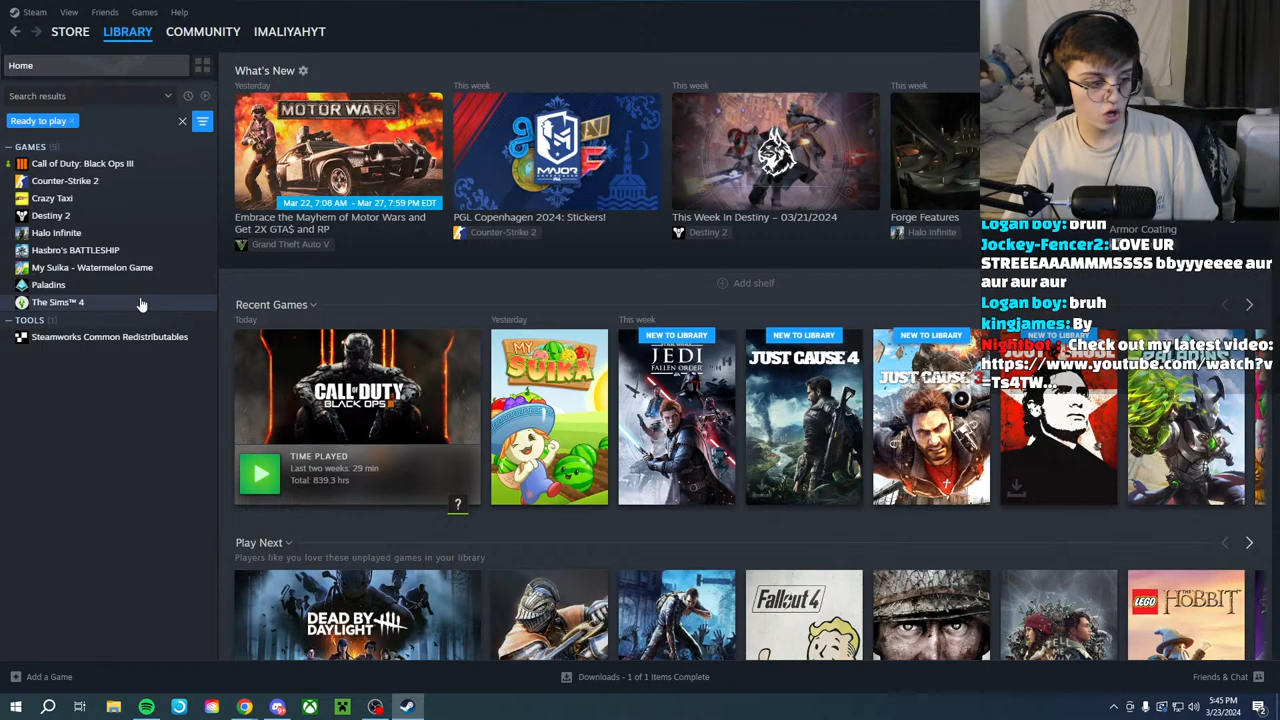 Steam View Friends Games Help
STORE LIBRARY COMMUNITY IMALIYAHYT
Home
Search results
Ready to play
GAMES (9)
Call of Duty: Black Ops III
Counter-Strike 2
Crazy Taxi
Destiny 2
Halo Infinite
Hasbro's BATTLESHIP
My Suika - Watermelon Game
Paladins
The Sims™ 4
TOOLS (1)
Steamworks Common Redistributables
What's New
Yesterday
This week
This week
MOTOR WARS
MAJOR
Mar 22, 7:08 AM - Mar 27, 7:59 PM EDT
Embrace the Mayhem of Motor Wars and
Get 2X GTA$ and RP
Grand Theft Auto V
PGL Copenhagen 2024: Stickers!
Counter-Strike 2
This Week In Destiny – 03/21/2024
Destiny 2
Forge Features
Halo Infinite
Armor Coating
Logan boy: bruh
Jockey-Fencer2: LOVE UR
STREEEAAAMMMSSSS bbyyyeeee aur
aur aur aur
Logan boy: bruh
kingjames: By
Nightbot : Check out my latest video:
https://www.youtube.com/watch?v
=Ts4TW...
Add shelf
Recent Games
Today
Yesterday
This week
CALL OF DUTY
BLACK OPS III
TIME PLAYED
Last two weeks: 29 min
Total: 839.3 hrs
?
MY SUIKA
NEW TO LIBRARY
STAR WARS
JEDI
FALLEN ORDER
NEW TO LIBRARY
JUST CAUSE 4
NEW TO LIBRARY
JUST CAUSE
NEW TO LIBRARY
PALADINS
Play Next
Players like you love these unplayed games in your library
DEAD BY
DAYLIGHT
Fallout 4
LEGO THE HOBBIT
Add a Game
Downloads - 1 of 1 Items Complete
Friends & Chat
5:45 PM
3/23/2024
2